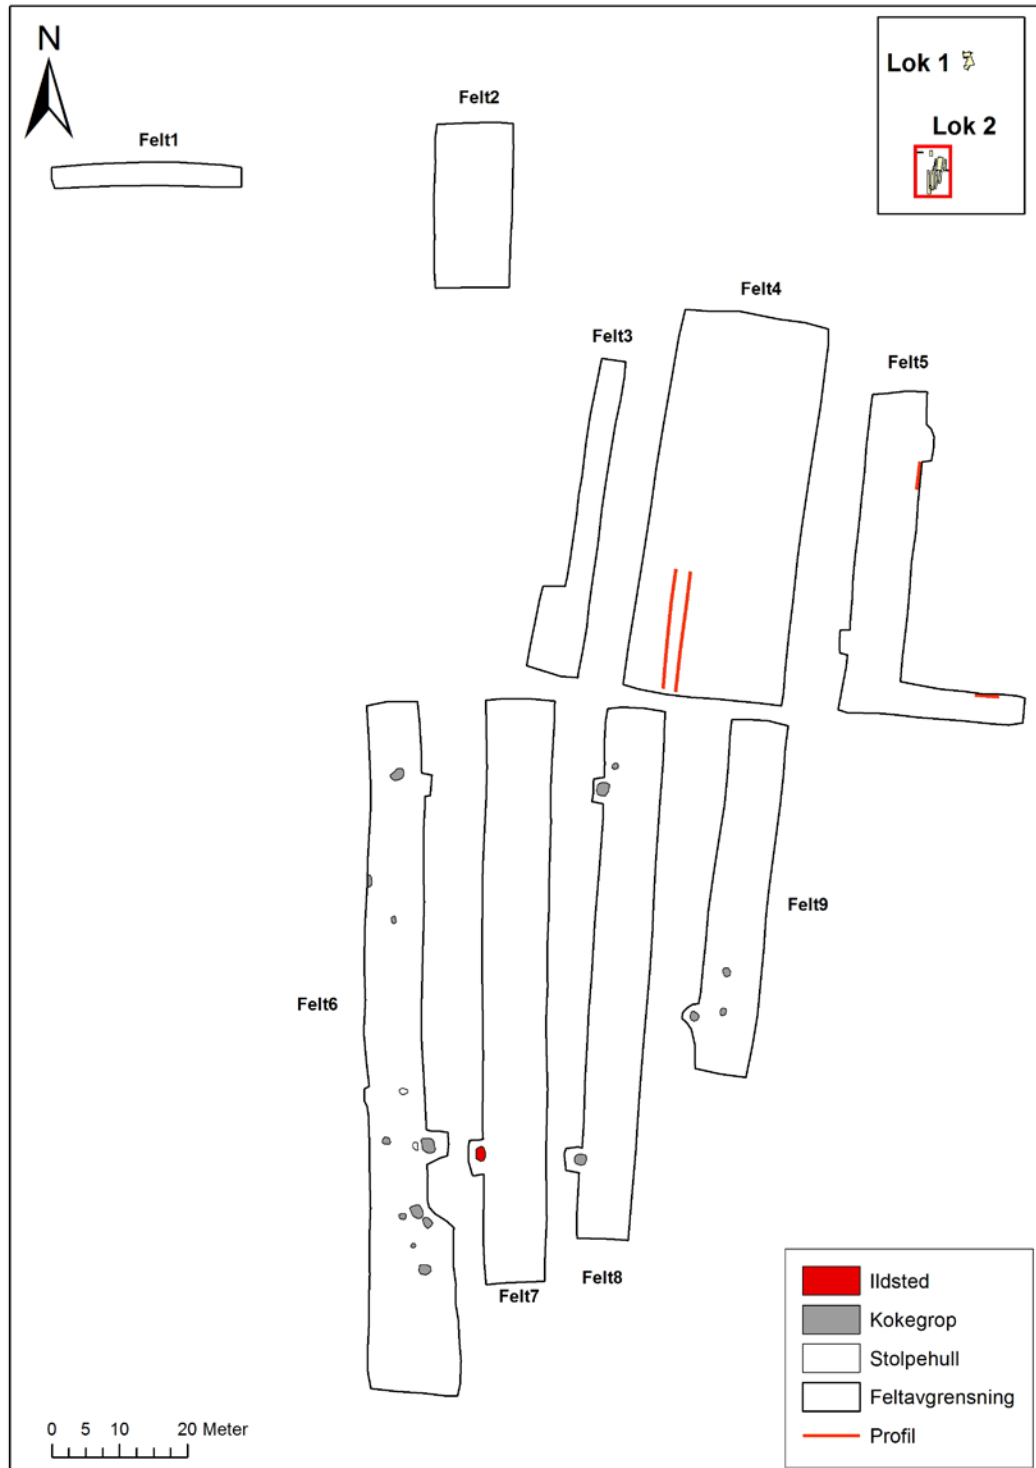 N
Lok 1
Lok 2
Felt1
Felt2
Felt3
Felt4
Felt5
Felt6
Felt9
Felt7
Felt8
Ildsted
Kokegrop
Stolpehull
Feltavgrensning
Profil
0 5 10 20 Meter